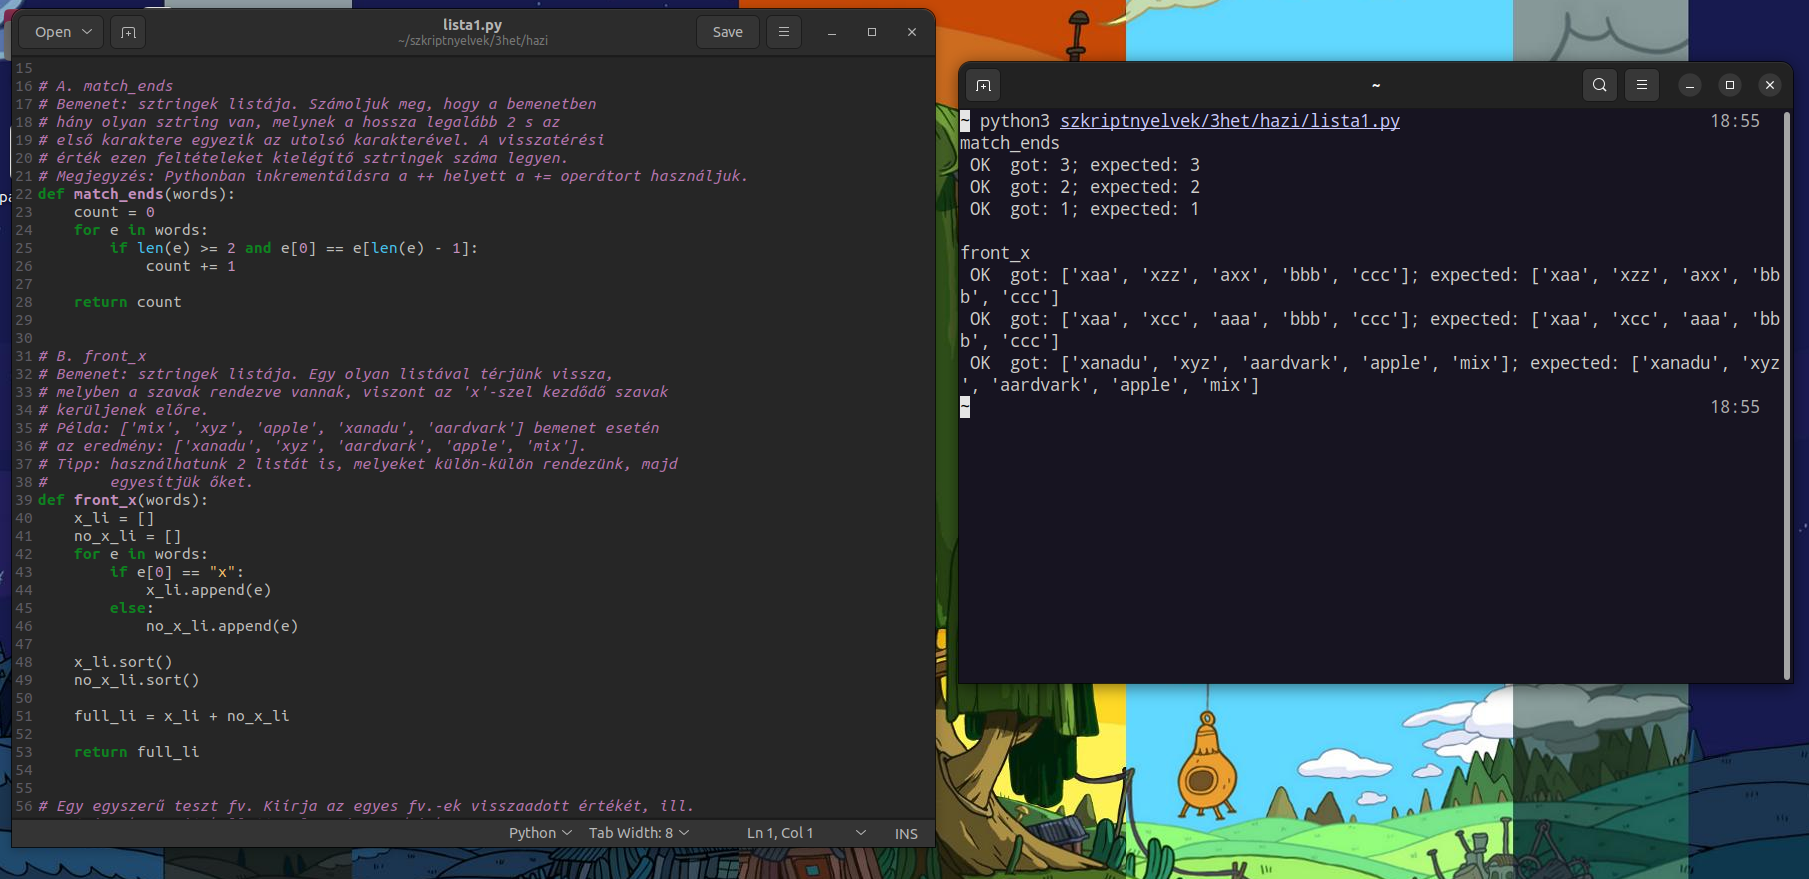 Open
lista1.py
~/szkriptnyelvek/3het/hazi
Save
15
16 # A. match_ends
17 # Bemenet: sztringek listája. Számoljuk meg, hogy a bemenetben
18 # hány olyan sztring van, melynek a hossza legalább 2 s az
19 # első karaktere egyezik az utolsó karakterével. A visszatérési
20 # érték ezen feltételeket kielégítő sztringek száma legyen.
21 # Megjegyzés: Pythonban inkrementálásra a ++ helyett a += operátort használjuk.
22 def match_ends(words):
23     count = 0
24     for e in words:
25         if len(e) >= 2 and e[0] == e[len(e) - 1]:
26             count += 1
27
28     return count
29
30
31 # B. front_x
32 # Bemenet: sztringek listája. Egy olyan listával térjünk vissza,
33 # melyben a szavak rendezve vannak, viszont az 'x'-szel kezdődő szavak
34 # kerüljenek előre.
35 # Példa: ['mix', 'xyz', 'apple', 'xanadu', 'aardvark'] bemenet esetén
36 # az eredmény: ['xanadu', 'xyz', 'aardvark', 'apple', 'mix'].
37 # Tipp: használhatunk 2 listát is, melyeket külön-külön rendezünk, majd
38 #       egyesítjük őket.
39 def front_x(words):
40     x_li = []
41     no_x_li = []
42     for e in words:
43         if e[0] == "x":
44             x_li.append(e)
45         else:
46             no_x_li.append(e)
47
48     x_li.sort()
49     no_x_li.sort()
50
51     full_li = x_li + no_x_li
52
53     return full_li
54
55
56 # Egy egyszerű teszt fv. Kiírja az egyes fv.-ek visszaadott értékét, ill.
Python Tab Width: 8 Ln 1, Col 1 INS
~
~ python3 szkriptnyelvek/3het/hazi/lista1.py 18:55
match_ends
 OK  got: 3; expected: 3
 OK  got: 2; expected: 2
 OK  got: 1; expected: 1

front_x
 OK  got: ['xaa', 'xzz', 'axx', 'bbb', 'ccc']; expected: ['xaa', 'xzz', 'axx', 'bb
b', 'ccc']
 OK  got: ['xaa', 'xcc', 'aaa', 'bbb', 'ccc']; expected: ['xaa', 'xcc', 'aaa', 'bb
b', 'ccc']
 OK  got: ['xanadu', 'xyz', 'aardvark', 'apple', 'mix']; expected: ['xanadu', 'xyz
', 'aardvark', 'apple', 'mix']
~ 18:55